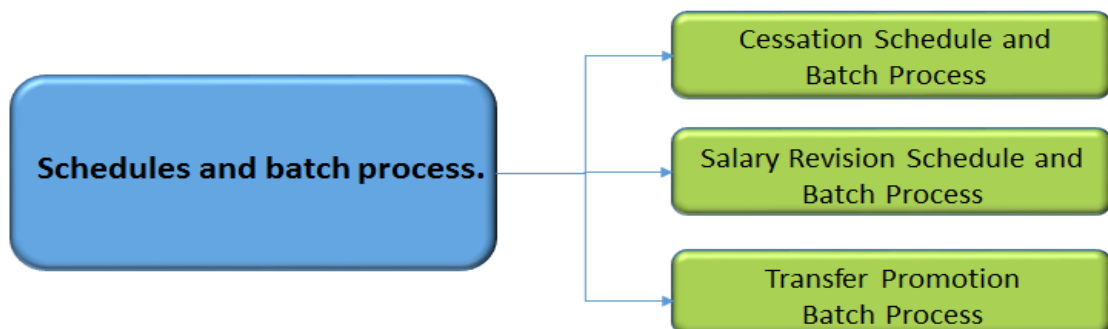 Schedules and batch process.
Cessation Schedule and
Batch Process
Salary Revision Schedule and
Batch Process
Transfer Promotion
Batch Process